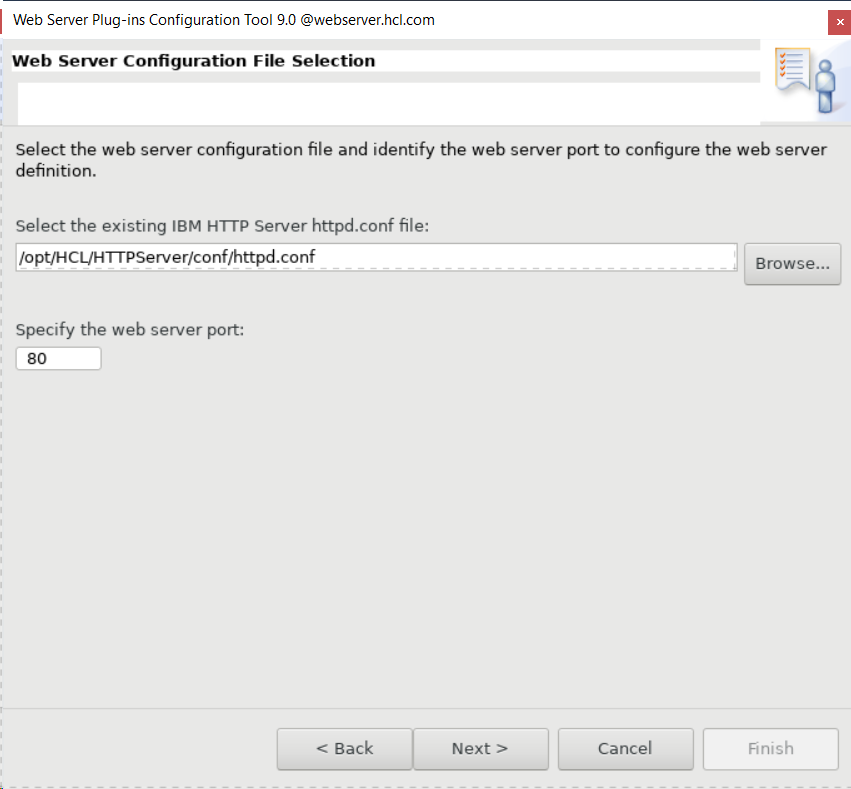 Web Server Plug-ins Configuration Tool 9.0 @webserver.hcl.com
Web Server Configuration File Selection
Select the web server configuration file and identify the web server port to configure the web server
definition.
Select the existing IBM HTTP Server httpd.conf file:
/opt/HCL/HTTPServer/conf/httpd.conf
Browse...
Specify the web server port:
80
< Back
Next >
Cancel
Finish